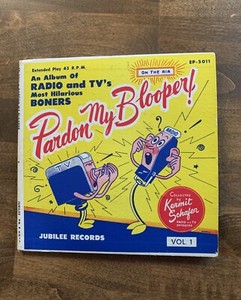 Extended Play 45 R.P.M.
ON THE AIR
EP-5011
An Album Of
RADIO and TV's
Most Hilarious
BONERS
Pardon My Blooper!
Collected
by
Kermit
Schafer
JUBILEE RECORDS
VOL 1